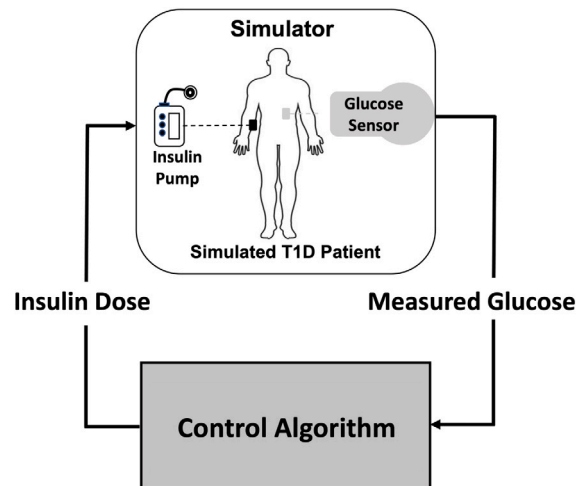 Simulator
Glucose
Sensor
Insulin
Pump
Simulated T1D Patient
Insulin Dose
Measured Glucose
Control Algorithm